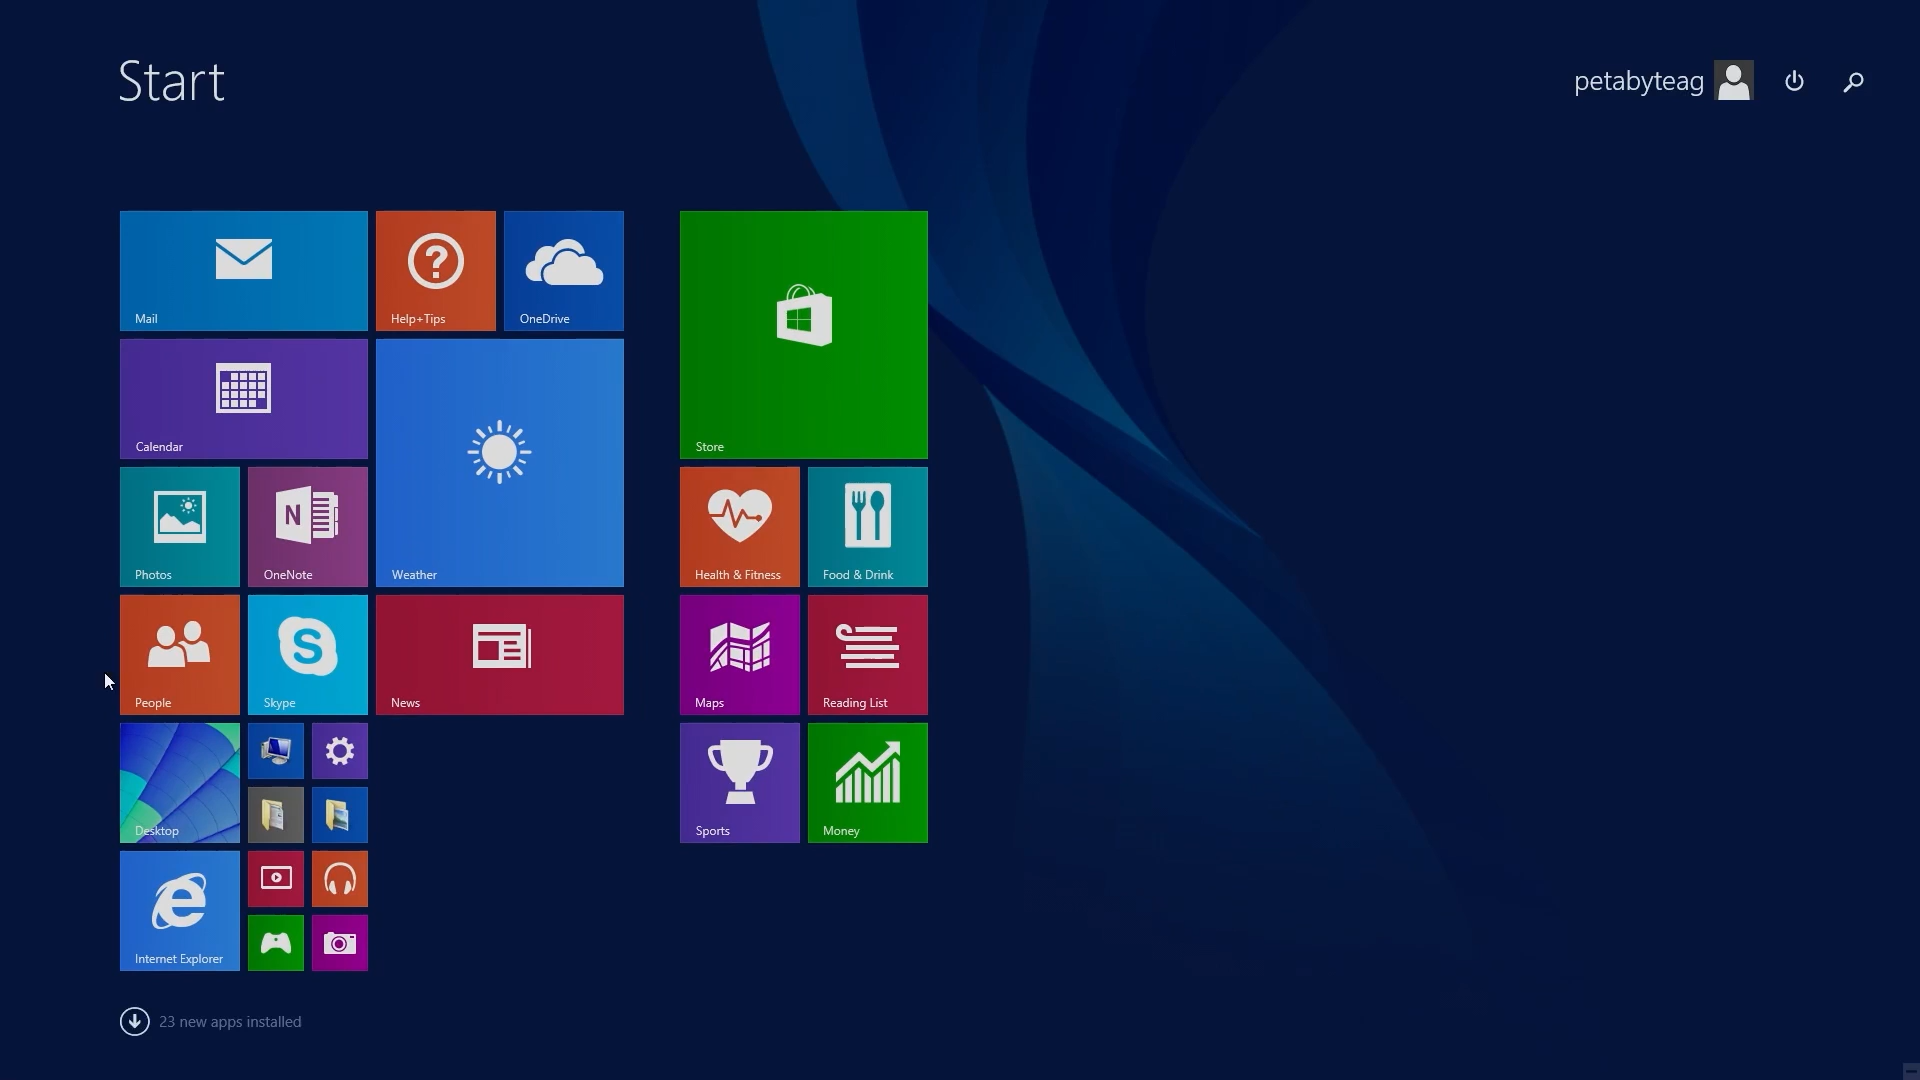 Start
petabyteag
Mail
Help+Tips
OneDrive
Calendar
Weather
Store
Photos
N
OneNote
Health & Fitness
Food & Drink
People
S
Skype
News
Maps
Reading List
Desktop
Sports
Money
Internet Explorer
23 new apps installed